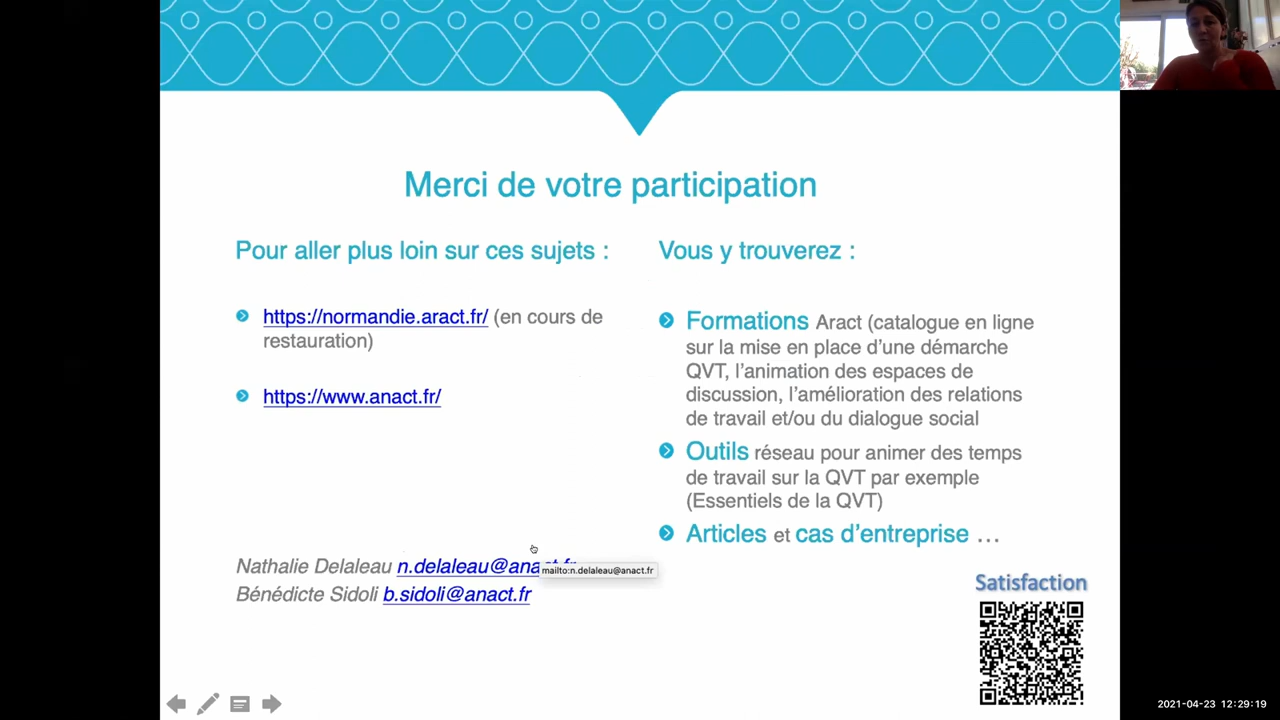 Merci de votre participation
Pour aller plus loin sur ces sujets :
https://normandie.aract.fr/ (en cours de
restauration)
https://www.anact.fr/
Vous y trouverez :
Formations Aract (catalogue en ligne
sur la mise en place d’une démarche
QVT, l’animation des espaces de
discussion, l’amélioration des relations
de travail et/ou du dialogue social
Outils réseau pour animer des temps
de travail sur la QVT par exemple
(Essentiels de la QVT)
Articles et cas d’entreprise …
Nathalie Delaleau n.delaleau@anact.fr
mailto:n.delaleau@anact.fr
Bénédicte Sidoli b.sidoli@anact.fr
Satisfaction
2021-04-23 12:29:19